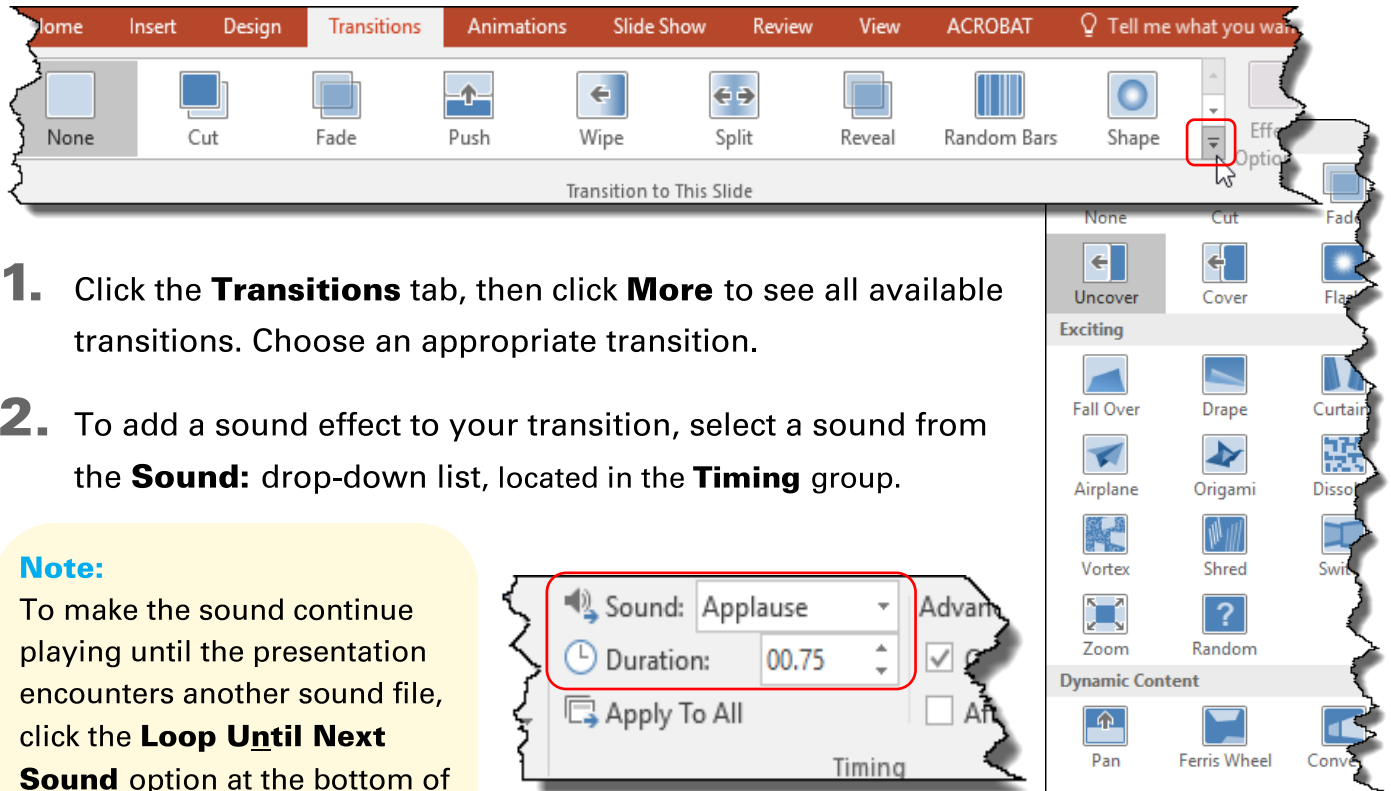 Insert Design Transitions Animations Slide Show Review View ACROBAT Tell me what you
None Cut Fade Push Wipe Split Reveal Random Bars Shape
Transition to This Slide
1. Click the Transitions tab, then click More to see all available
transitions. Choose an appropriate transition.
2. To add a sound effect to your transition, select a sound from
the Sound: drop-down list, located in the Timing group.
Note:
To make the sound continue
playing until the presentation
encounters another sound file,
click the Loop Until Next
Sound option at the bottom of
Sound: Applause
Duration: 00.75
Apply To All
Timing
None Cut Fade
Uncover Cover
Exciting
Fall Over Drape Curtain
Airplane Origami
Vortex Shred
Zoom Random
Dynamic Content
Pan Ferris Wheel